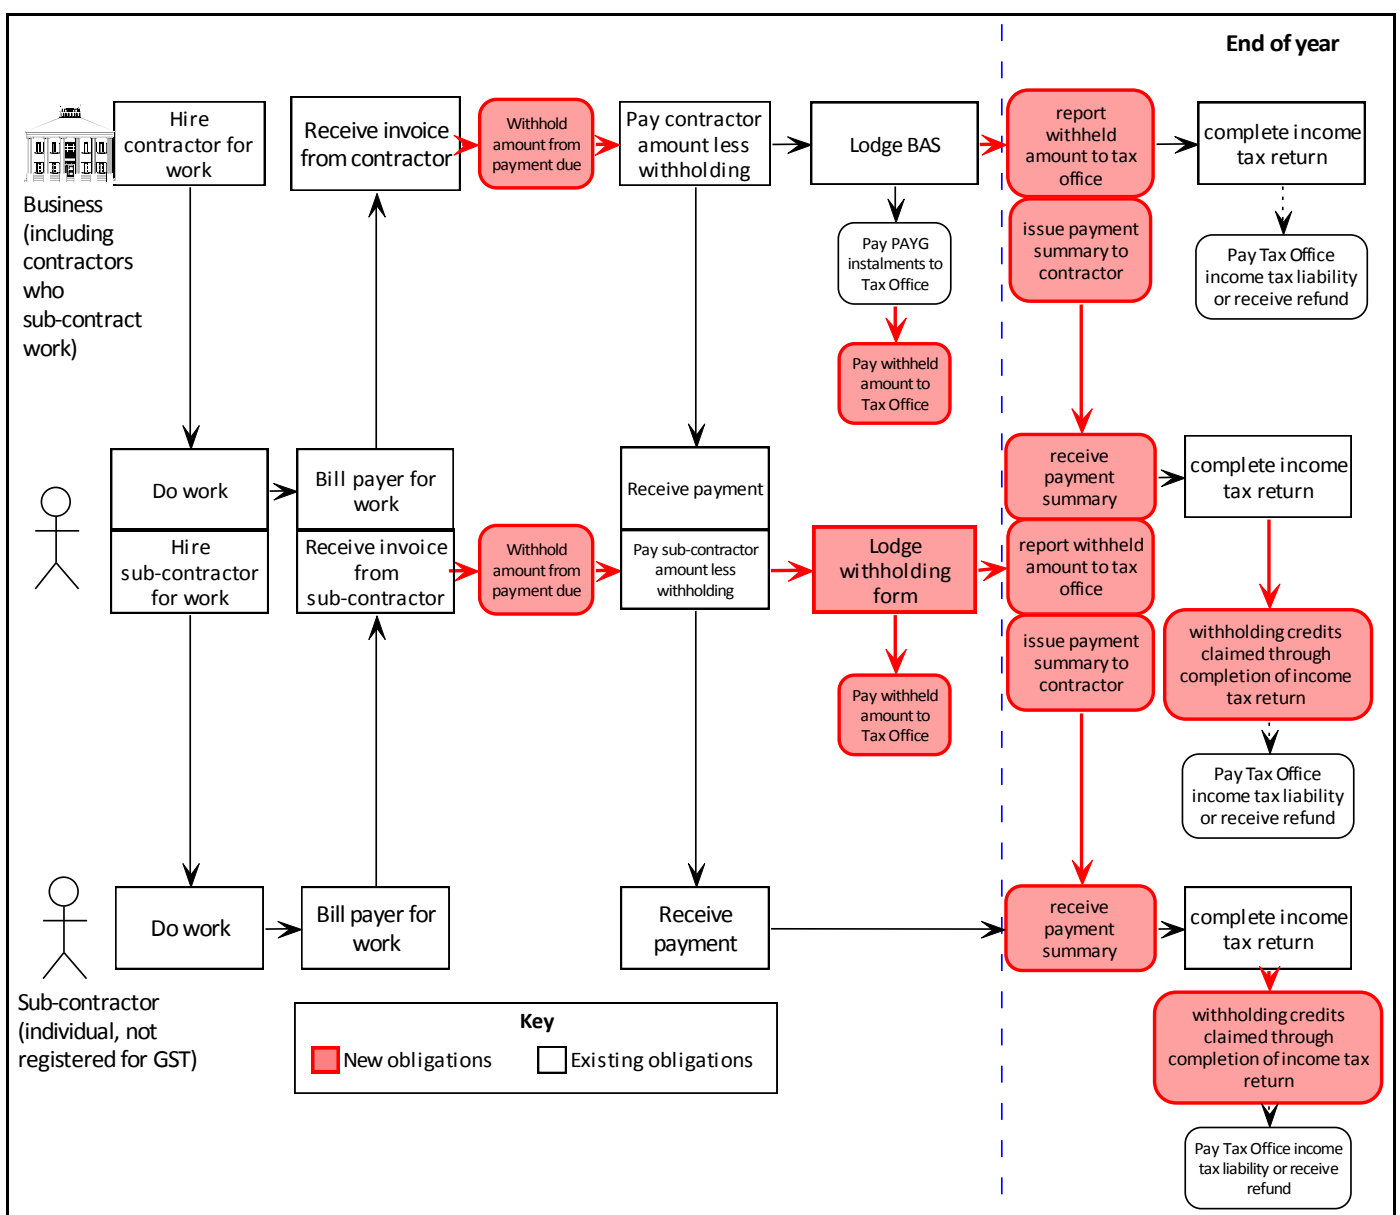 End of year
Hire
contractor for
work
Receive invoice
from contractor
Withhold
amount from
payment due
Pay contractor
amount less
withholding
Lodge BAS
report
withheld
amount to tax
office
complete income
tax return
Business
(including
contractors
who
sub-contract
work)
Pay PAYG
instalments to
Tax Office
issue payment
summary to
contractor
Pay Tax Office
income tax liability
or receive refund
Pay withheld
amount to
Tax Office
Do work
Bill payer for
work
Receive payment
receive
payment
summary
complete income
tax return
Hire
sub-contractor
for work
Receive invoice
from
sub-contractor
Withhold
amount from
payment due
Pay sub-contractor
amount less
withholding
Lodge
withholding
form
report withheld
amount to tax
office
issue payment
summary to
contractor
withholding credits
claimed through
completion of income
tax return
Pay withheld
amount to
Tax Office
Pay Tax Office
income tax liability
or receive refund
Do work
Bill payer for
work
Receive
payment
receive
payment
summary
complete income
tax return
Sub-contractor
(individual, not
registered for GST)
Key
New obligations
Existing obligations
withholding credits
claimed through
completion of income tax
return
Pay Tax Office income
tax liability or receive
refund